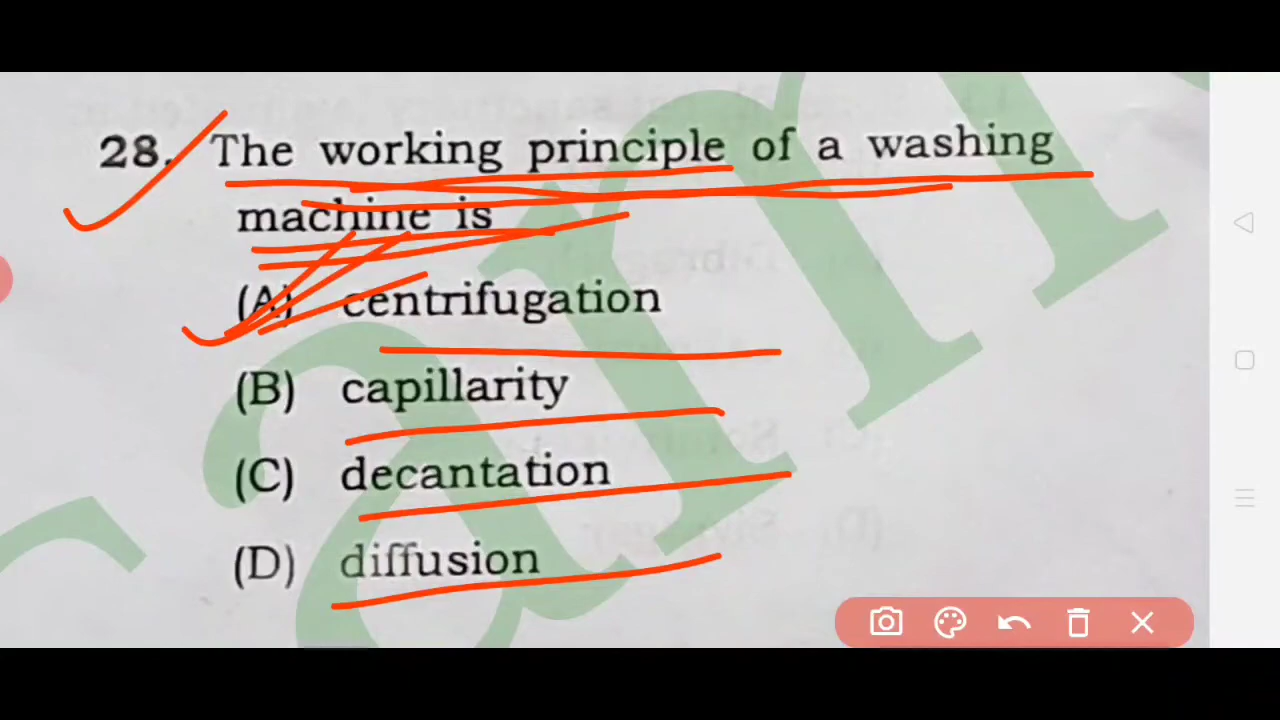 28. The working principle of a washing
machine is
(A) centrifugation
(B) capillarity
(C) decantation
(D) diffusion